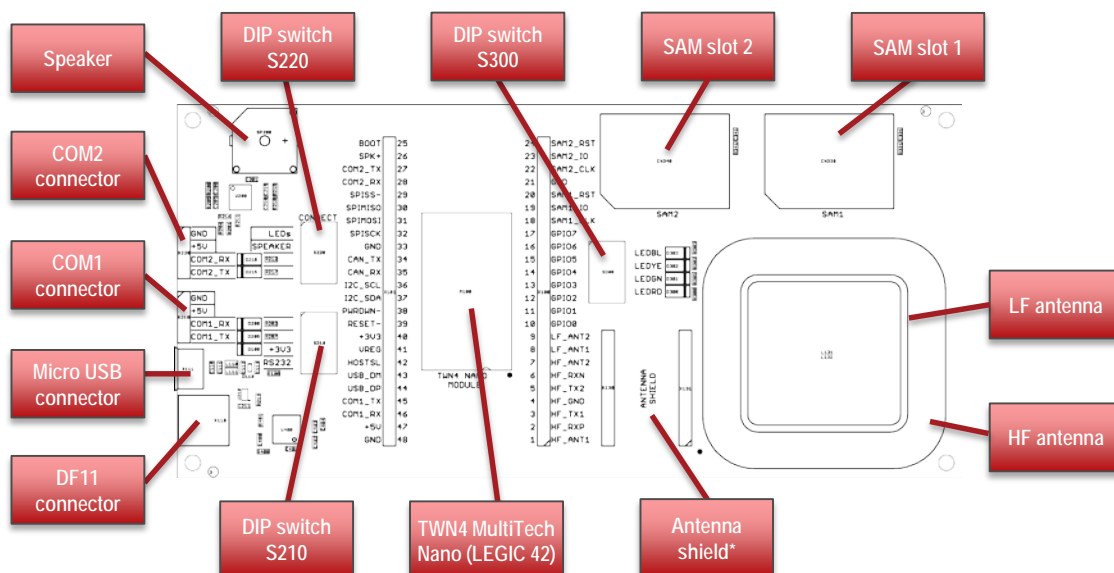 DIP switch
S220
DIP switch
S300
SAM slot 2
SAM slot 1
Speaker
COM2
connector
COM1
connector
Micro USB
connector
DF11
connector
DIP switch
S210
TWN4 MultiTech
Nano (LEGIC 42)
Antenna
shield*
LF antenna
HF antenna
CONNECT
GND
+5V
COM2_RX
COM2_TX
LEDs
SPEAKER
GND
+5V
COM1_RX
COM1_TX
+3V3
RS232
BOOT 25
SPK+ 26
COM2_TX 27
COM2_RX 28
SPISS- 29
SPIMISO 30
SPIMOSI 31
SPISCK 32
GND 33
CAN_TX 34
CAN_RX 35
I2C_SCL 36
I2C_SDA 37
PWRDWN- 38
RESET- 39
+3V3 40
VREG 41
HOSTSL 42
USB_DM 43
USB_DP 44
COM1_TX 45
COM1_RX 46
+5V 47
GND 48
TWN4 NANO
MODULE
24 SAM2_RST
23 SAM2_IO
22 SAM2_CLK
21 GND
20 SAM1_RST
19 SAM1_IO
18 SAM1_CLK
17 GPIO7
16 GPIO6
15 GPIO5
14 GPIO4
13 GPIO3
12 GPIO2
11 GPIO1
10 GPIO0
9 LF_ANT2
8 LF_ANT1
7 HF_ANT2
6 HF_RXN
5 HF_TX2
4 HF_GND
3 HF_TX1
2 HF_RXP
1 HF_ANT1
SAM2
SAM1
LEDBL
LEDYE
LEDGN
LEDRD
ANTENNA
SHIELD